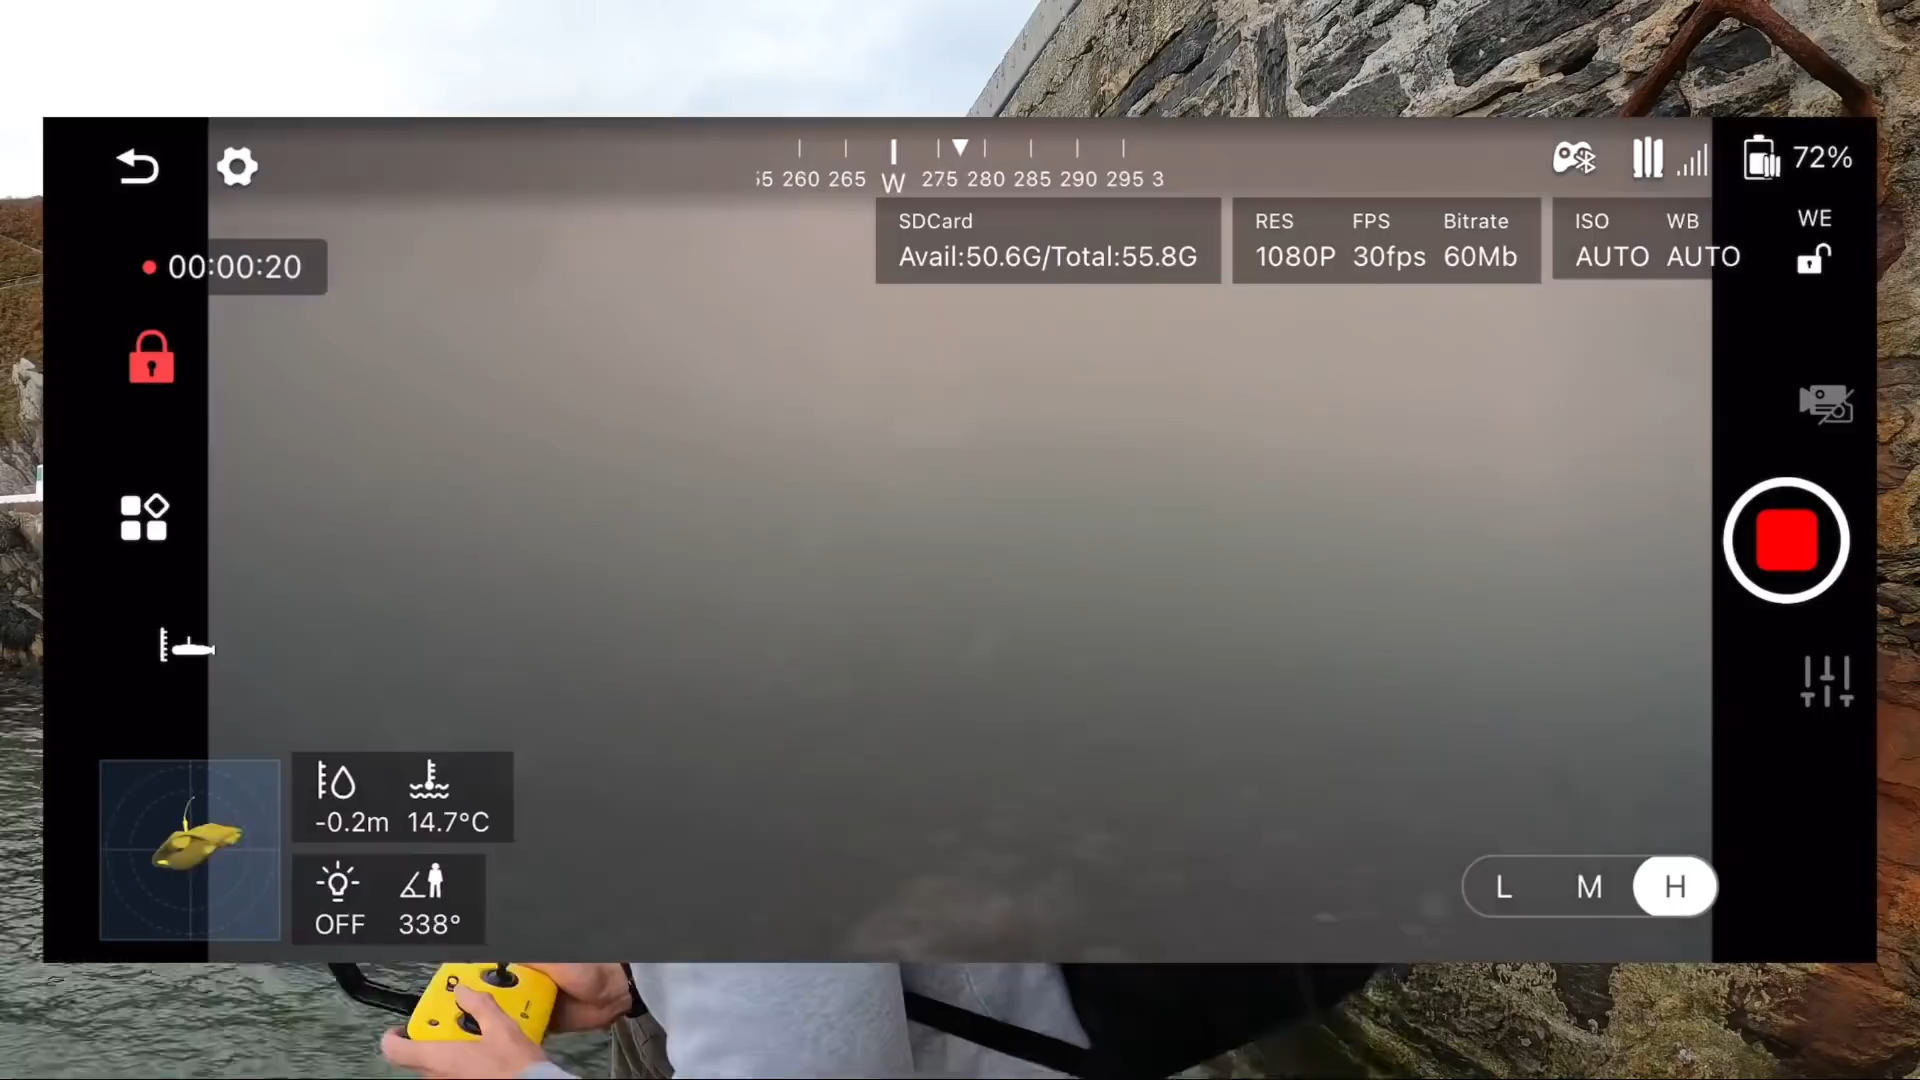 72%
55 260 265 W 275 280 285 290 295 3
SDCard
Avail:50.6G/Total:55.8G
RES FPS Bitrate
1080P 30fps 60Mb
ISO WB
AUTO AUTO
WE
00:00:20
-0.2m 14.7°C
OFF 338°
L M H